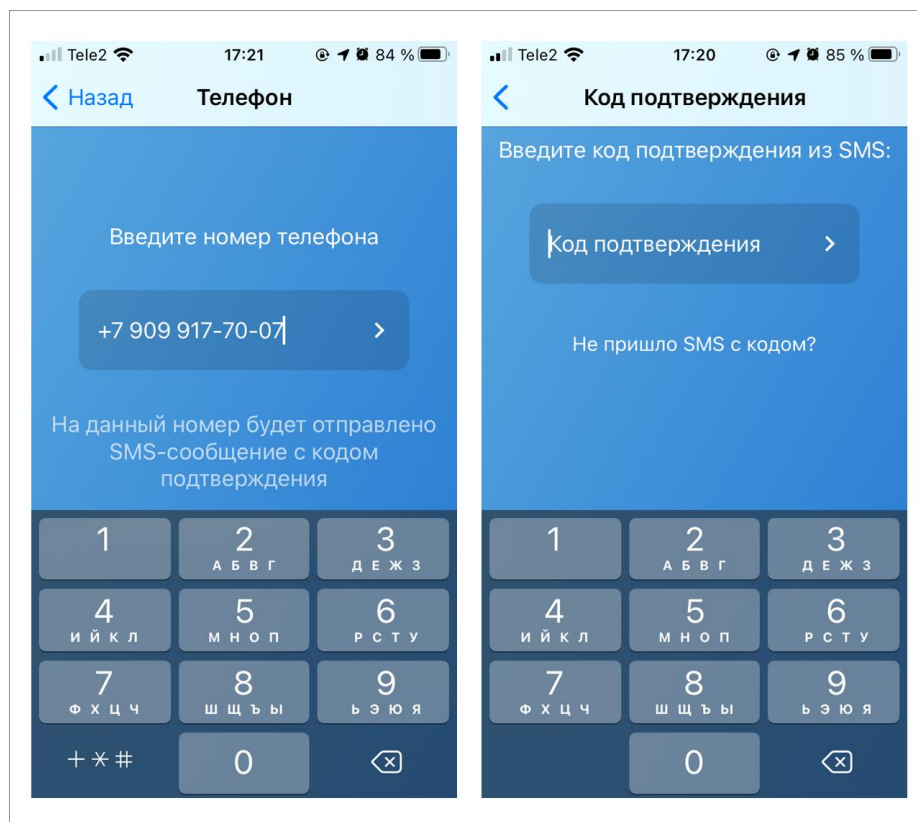 Tele2 17:21 84 %
Назад Телефон
Введите номер телефона
+7 909 917-70-07
На данный номер будет отправлено
SMS-сообщение с кодом
подтверждения
1 2 3
А Б В Г Д Е Ж З
4 5 6
И Й К Л М Н О П Р С Т У
7 8 9
Ф Х Ц Ч Ш Щ Ъ Ы Ь Э Ю Я
+ * # 0
Tele2 17:20 85 %
Код подтверждения
Введите код подтверждения из SMS:
Код подтверждения
Не пришло SMS с кодом?
1 2 3
А Б В Г Д Е Ж З
4 5 6
И Й К Л М Н О П Р С Т У
7 8 9
Ф Х Ц Ч Ш Щ Ъ Ы Ь Э Ю Я
0